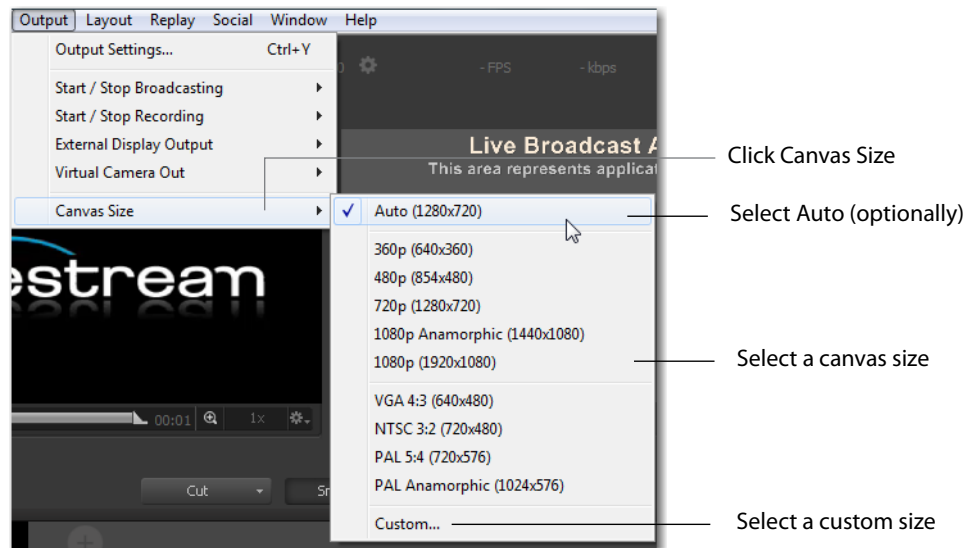 Output Layout Replay Social Window Help
Output Settings... Ctrl+Y
- FPS - kbps
Start / Stop Broadcasting
Start / Stop Recording
External Display Output
Live Broadcast
Virtual Camera Out
This area represents
Click Canvas Size
Canvas Size
Auto (1280x720)
Select Auto (optionally)
360p (640x360)
480p (854x480)
720p (1280x720)
1080p Anamorphic (1440x1080)
1080p (1920x1080)
Select a canvas size
estream
VGA 4:3 (640x480)
00:01 1x
NTSC 3:2 (720x480)
PAL 5:4 (720x576)
PAL Anamorphic (1024x576)
Cut
Custom...
Select a custom size